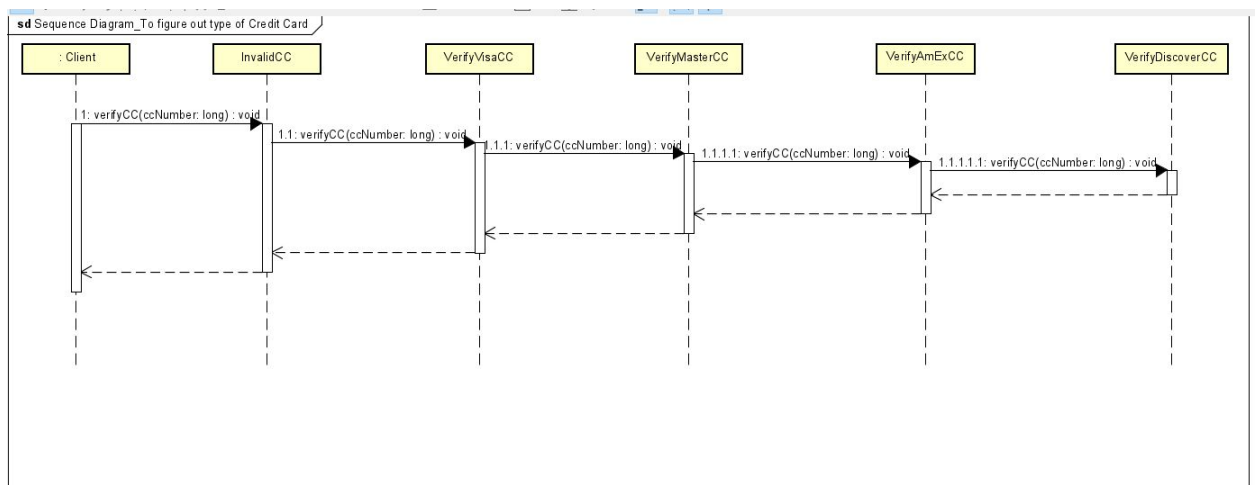 sd Sequence Diagram_To figure out type of Credit Card
: Client
InvalidCC
VerifyVisaCC
VerifyMasterCC
VerifyAmExCC
VerifyDiscoverCC
1: verifyCC(ccNumber: long) : void
1.1: verifyCC(ccNumber: long) : void
1.1.1: verifyCC(ccNumber: long) : void
1.1.1.1: verifyCC(ccNumber: long) : void
1.1.1.1.1: verifyCC(ccNumber: long) : void